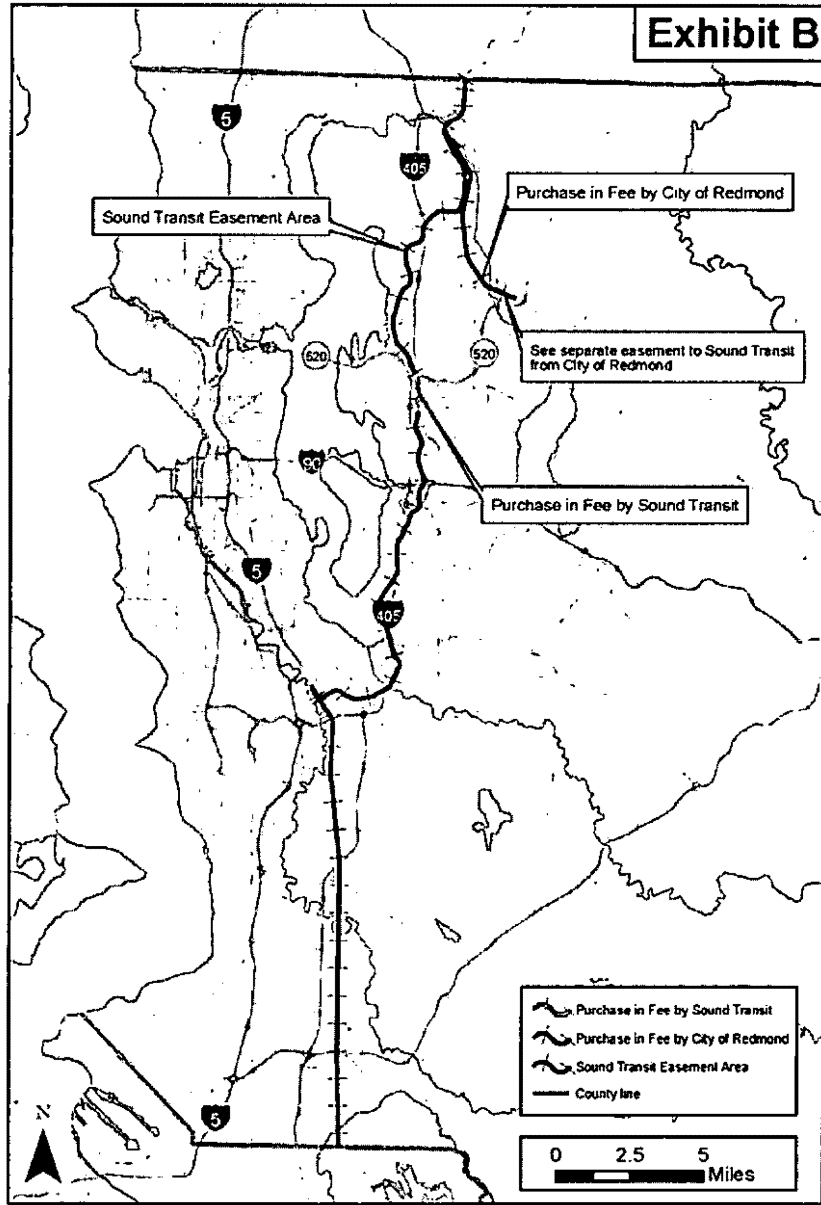 Exhibit B
5
405
Purchase in Fee by City of Redmond
Sound Transit Easement Area
520
520
See separate easement to Sound Transit
from City of Redmond
90
Purchase in Fee by Sound Transit
5
405
Purchase in Fee by Sound Transit
Purchase in Fee by City of Redmond
Sound Transit Easement Area
County line
N
5
0 2.5 5
Miles